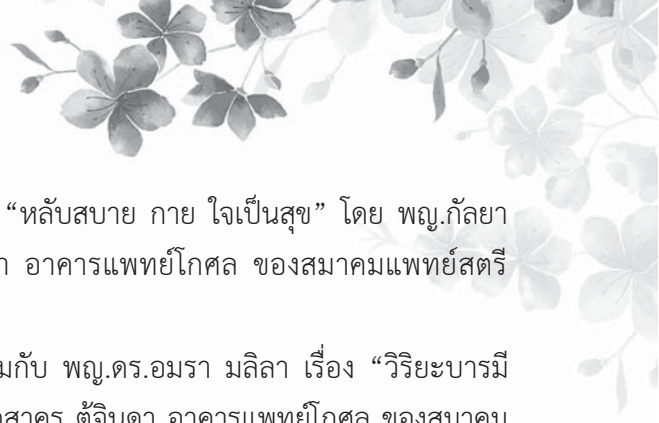 “หลับสบาย กาย ใจเป็นสุข” โดย พญ.กัลยา
อาคารแพทย์โกศล ของสมาคมแพทย์สตรี
พญ.ดร.อมรา มลิลา เรื่อง “วิริยะบารมี
ตู้จินดา อาคารแพทย์โกศล ของสมาคม